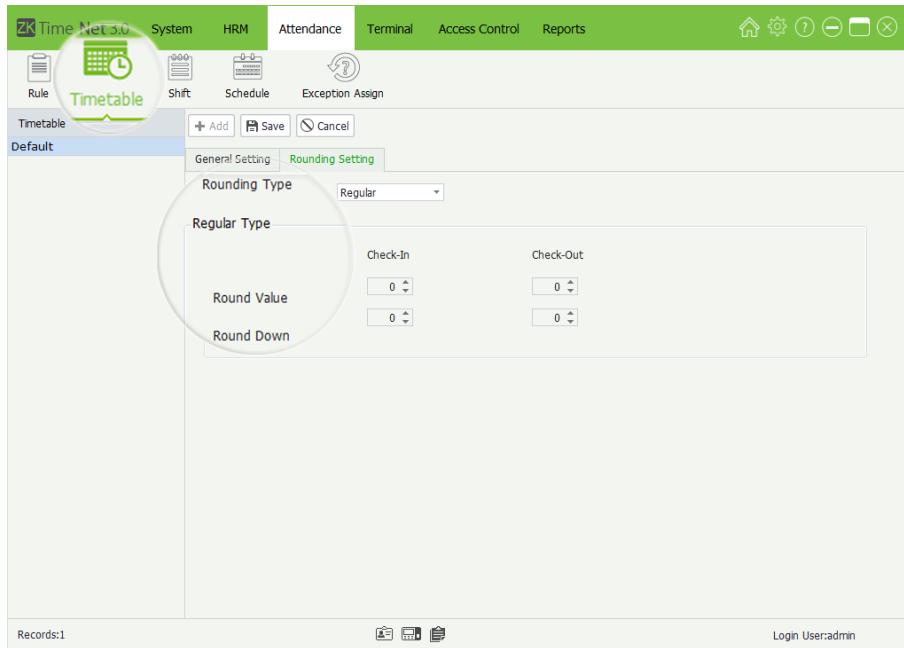 ZK Time Net 3.0 System HRM Attendance Terminal Access Control Reports
Rule Timetable Shift Schedule Exception Assign
Timetable + Add Save Cancel
Default
General Setting Rounding Setting
Rounding Type Regular
Regular Type
Check-In Check-Out
Round Value 0 0
Round Down 0 0
Records:1 Login User:admin